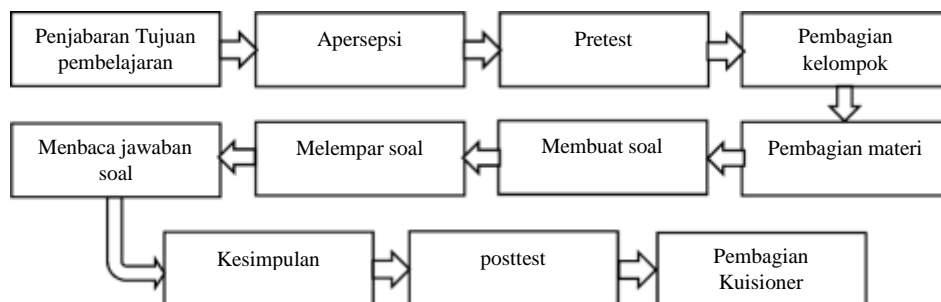 Penjabaran Tujuan
pembelajaran
Apersepsi
Pretest
Pembagian
kelompok
Pembagian materi
Membuat soal
Melempar soal
Menbaca jawaban
soal
Kesimpulan
posttest
Pembagian
Kuisioner